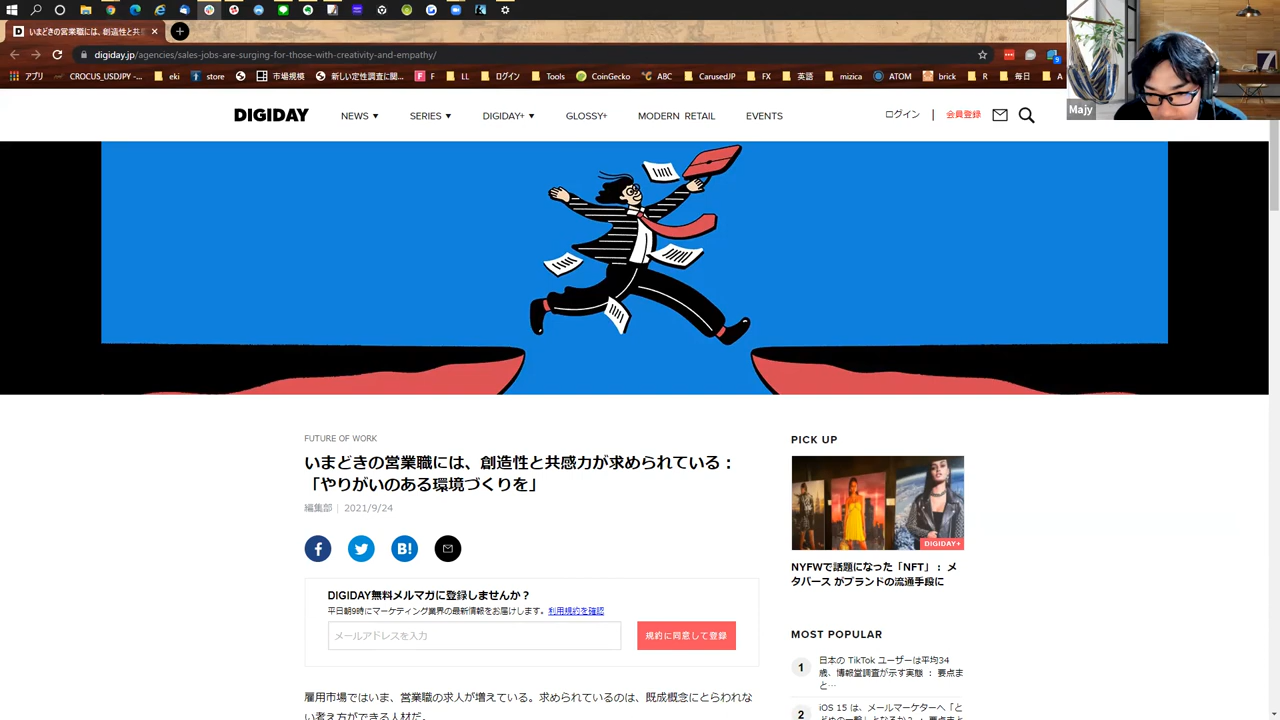 いまどきの営業職には、創造性と共
digiday.jp/agencies/sales-jobs-are-surging-for-those-with-creativity-and-empathy/
アプリ CROCUS_USDJPY -... eki store 市場規模 新しい定性調査に関... F LL ログイン Tools CoinGecko ABC CarusedJP FX 英語 mizica ATOM brick R 毎日 A
Majy
DIGIDAY NEWS ▼ SERIES ▼ DIGIDAY+ ▼ GLOSSY+ MODERN RETAIL EVENTS ログイン | 会員登録
FUTURE OF WORK
いまどきの営業職には、創造性と共感力が求められている：
「やりがいのある環境づくりを」
編集部 | 2021/9/24
B!
DIGIDAY無料メルマガに登録しませんか？
平日朝9時にマーケティング業界の最新情報をお届けします。利用規約を確認
メールアドレスを入力
規約に同意して登録
雇用市場ではいま、営業職の求人が増えている。求められているのは、既成概念にとらわれな
い考え方ができる人材だ。
PICK UP
DIGIDAY+
NYFWで話題になった「NFT」： メ
タバース がブランドの流通手段に
MOST POPULAR
1
日本の TikTok ユーザーは平均34
歳、博報堂調査が示す実態 ： 要点ま
と…
2
iOS 15 は、メールマーケターへ「と